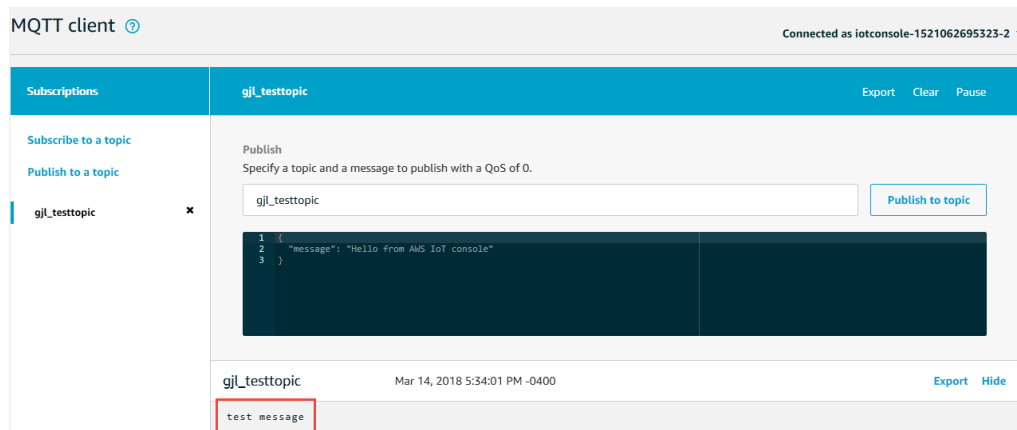 MQTT client ?
Connected as iotconsole-1521062695323-2
Subscriptions
gjl_testtopic
Export Clear Pause
Subscribe to a topic
Publish to a topic
gjl_testtopic ✖
Publish
Specify a topic and a message to publish with a QoS of 0.
gjl_testtopic
Publish to topic
1 {
2 "message": "Hello from AWS IoT console"
3 }
gjl_testtopic
Mar 14, 2018 5:34:01 PM -0400
Export Hide
test message